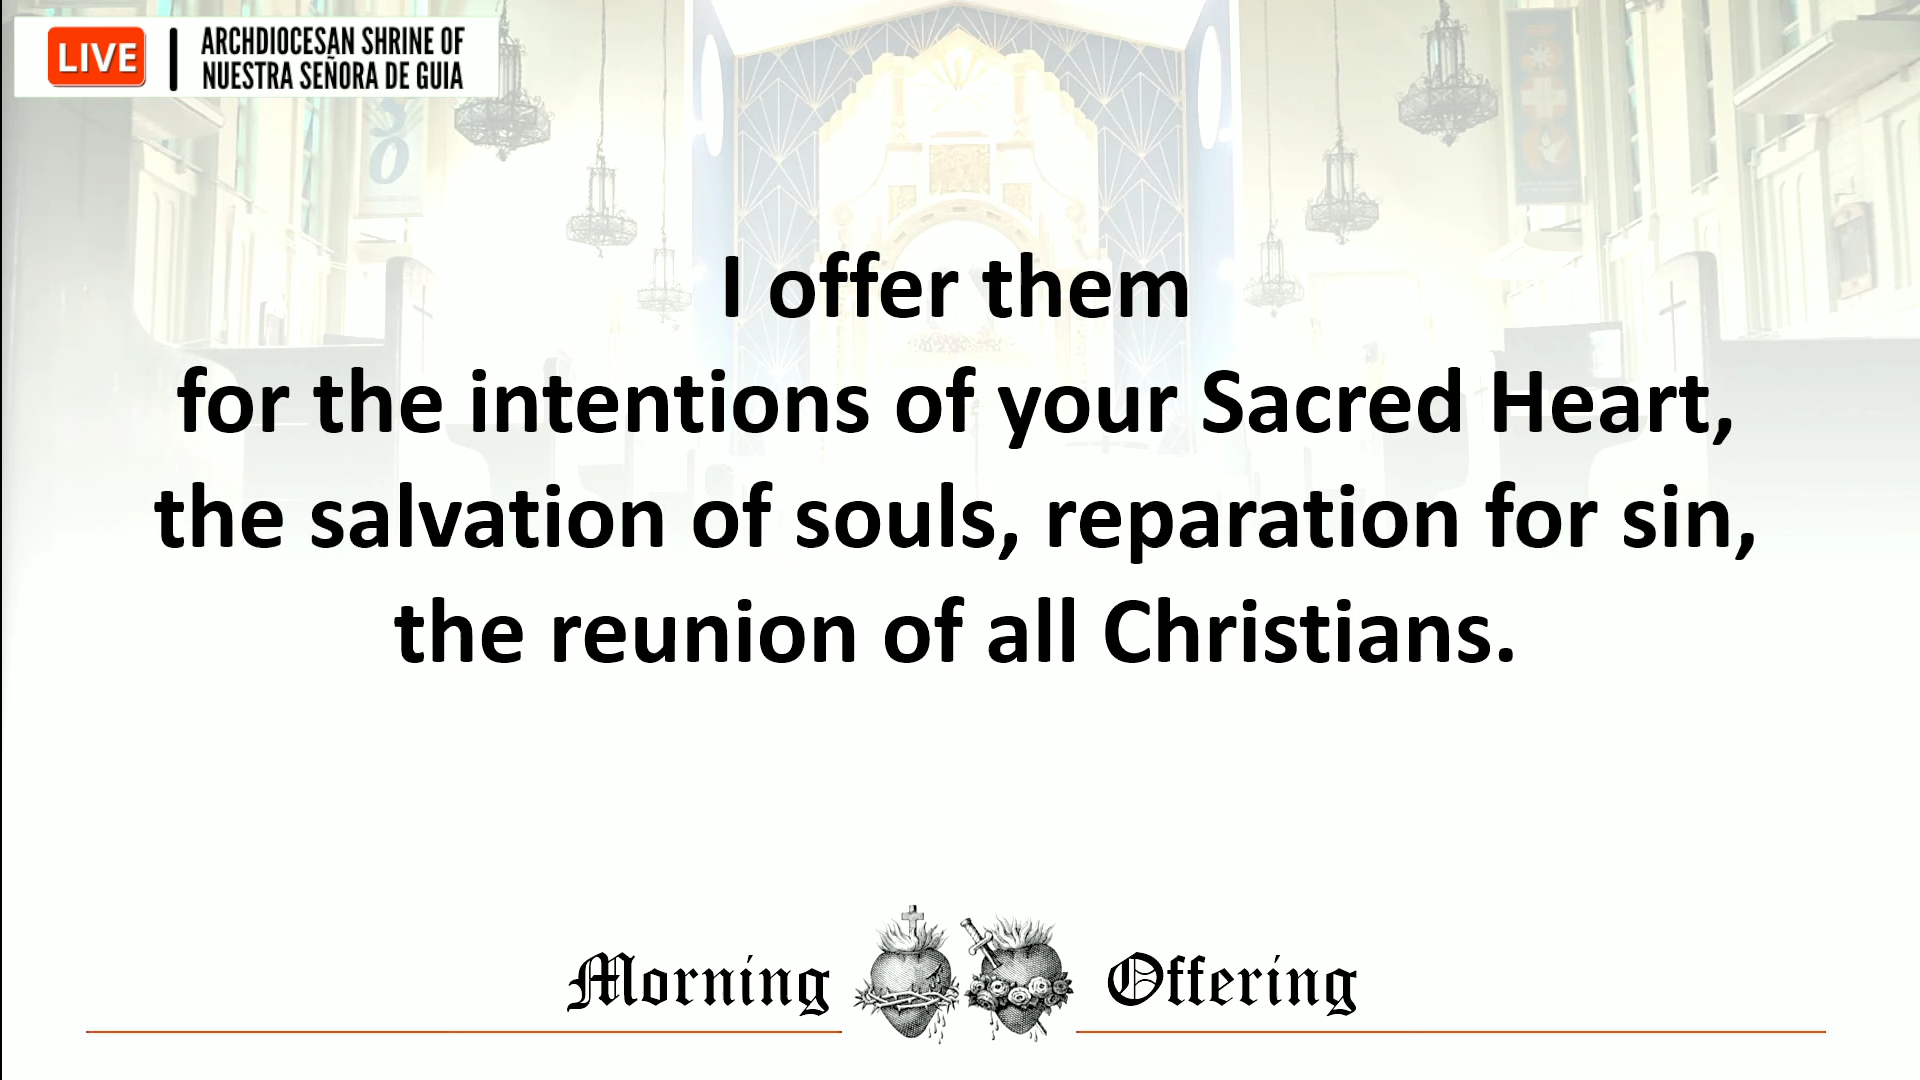 LIVE
ARCHDIOCESAN SHRINE OF
NUESTRA SEÑORA DE GUIA
I offer them
for the intentions of your Sacred Heart,
the salvation of souls, reparation for sin,
the reunion of all Christians.
Morning Offering